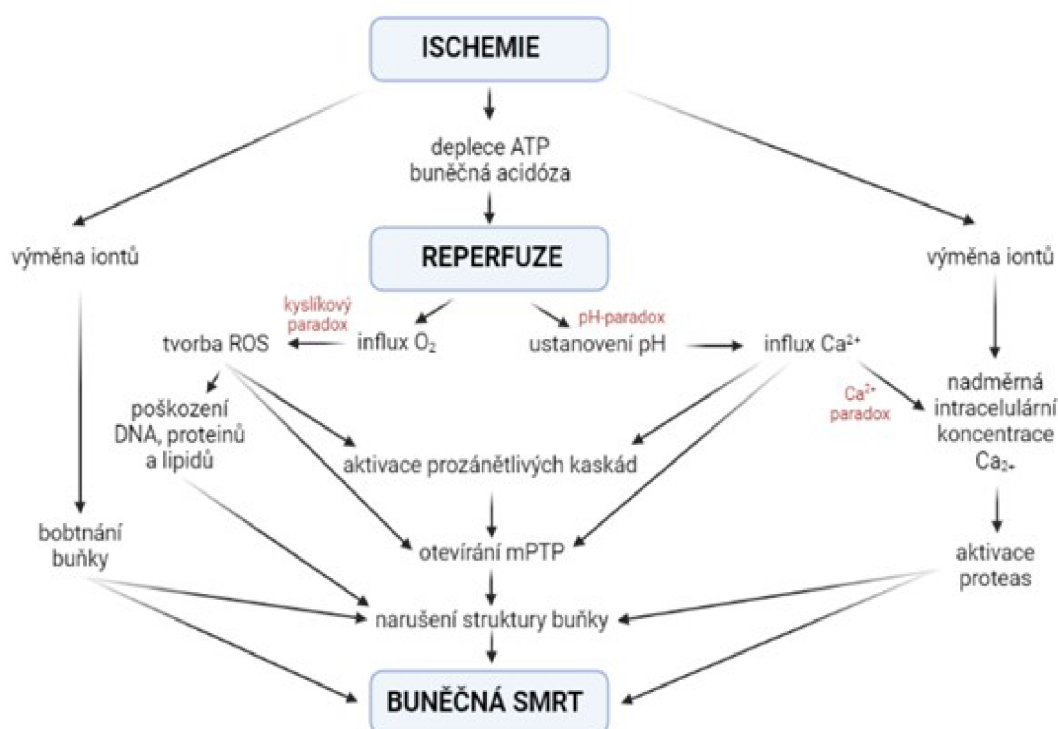 ISCHEMIE
deplece ATP
buněčná acidóza
výměna iontů
REPERFUZE
výměna iontů
kyslíkový
paradox
pH-paradox
tvorba ROS
influx O₂
ustanovení pH
influx Ca²⁺
poškození
DNA, proteinů
a lipidů
Ca²⁺
paradox
nadměrná
intracelulární
koncentrace
Ca₂₊
aktivace prozánětlivých kaskád
bobtnání
buňky
otevírání mPTP
aktivace
proteas
narušení struktury buňky
BUNĚČNÁ SMRT